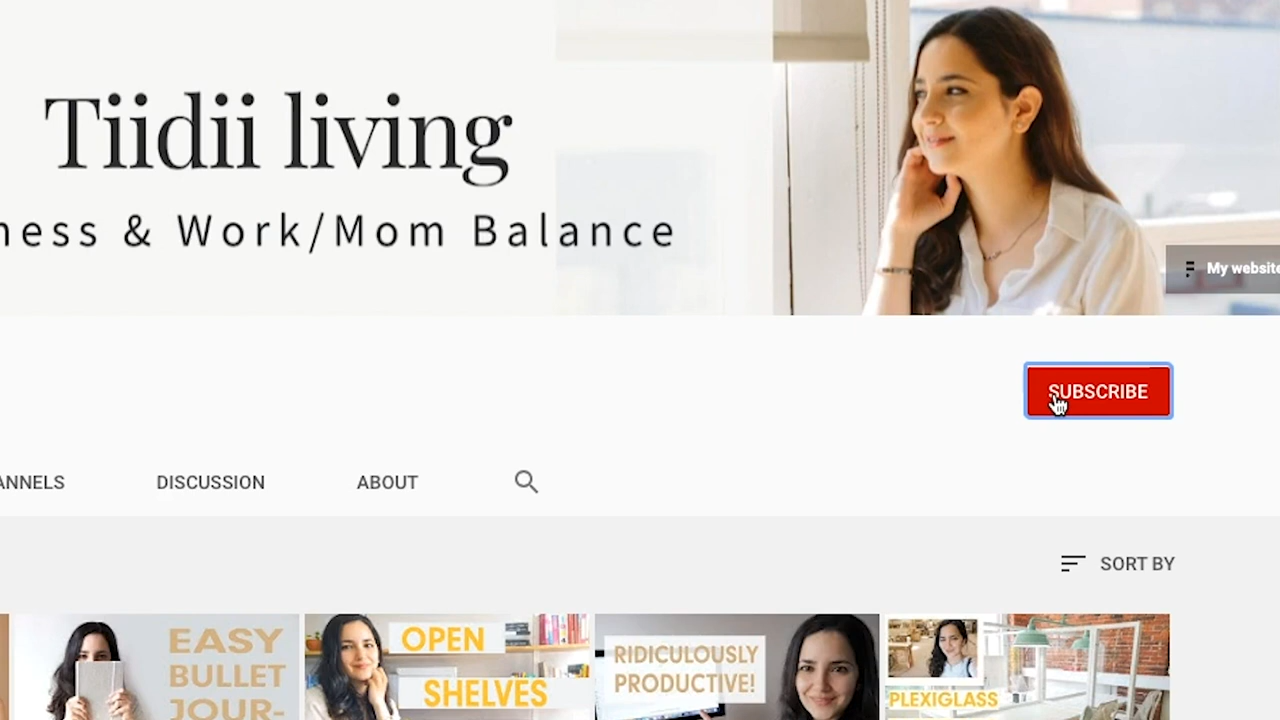 Tiidii living
ness & Work/Mom Balance
My website
SUBSCRIBE
ANNELS
DISCUSSION
ABOUT
SORT BY
EASY
BULLET
JOUR-
OPEN
SHELVES
RIDICULOUSLY
PRODUCTIVE!
PLEXIGLASS